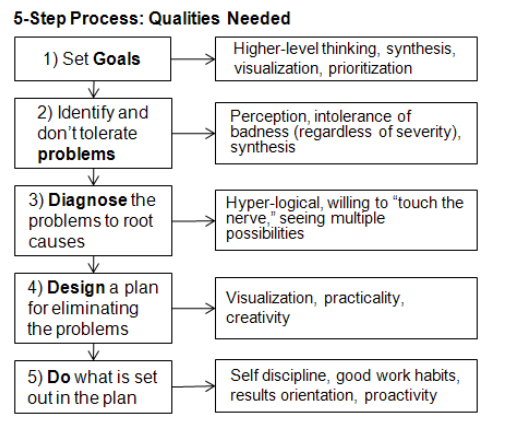 5-Step Process: Qualities Needed
1) Set Goals
Higher-level thinking, synthesis,
visualization, prioritization
2) Identify and
don't tolerate
problems
Perception, intolerance of
badness (regardless of severity),
synthesis
3) Diagnose the
problems to root
causes
Hyper-logical, willing to “touch the
nerve,” seeing multiple
possibilities
4) Design a plan
for eliminating
the problems
Visualization, practicality,
creativity
5) Do what is set
out in the plan
Self discipline, good work habits,
results orientation, proactivity